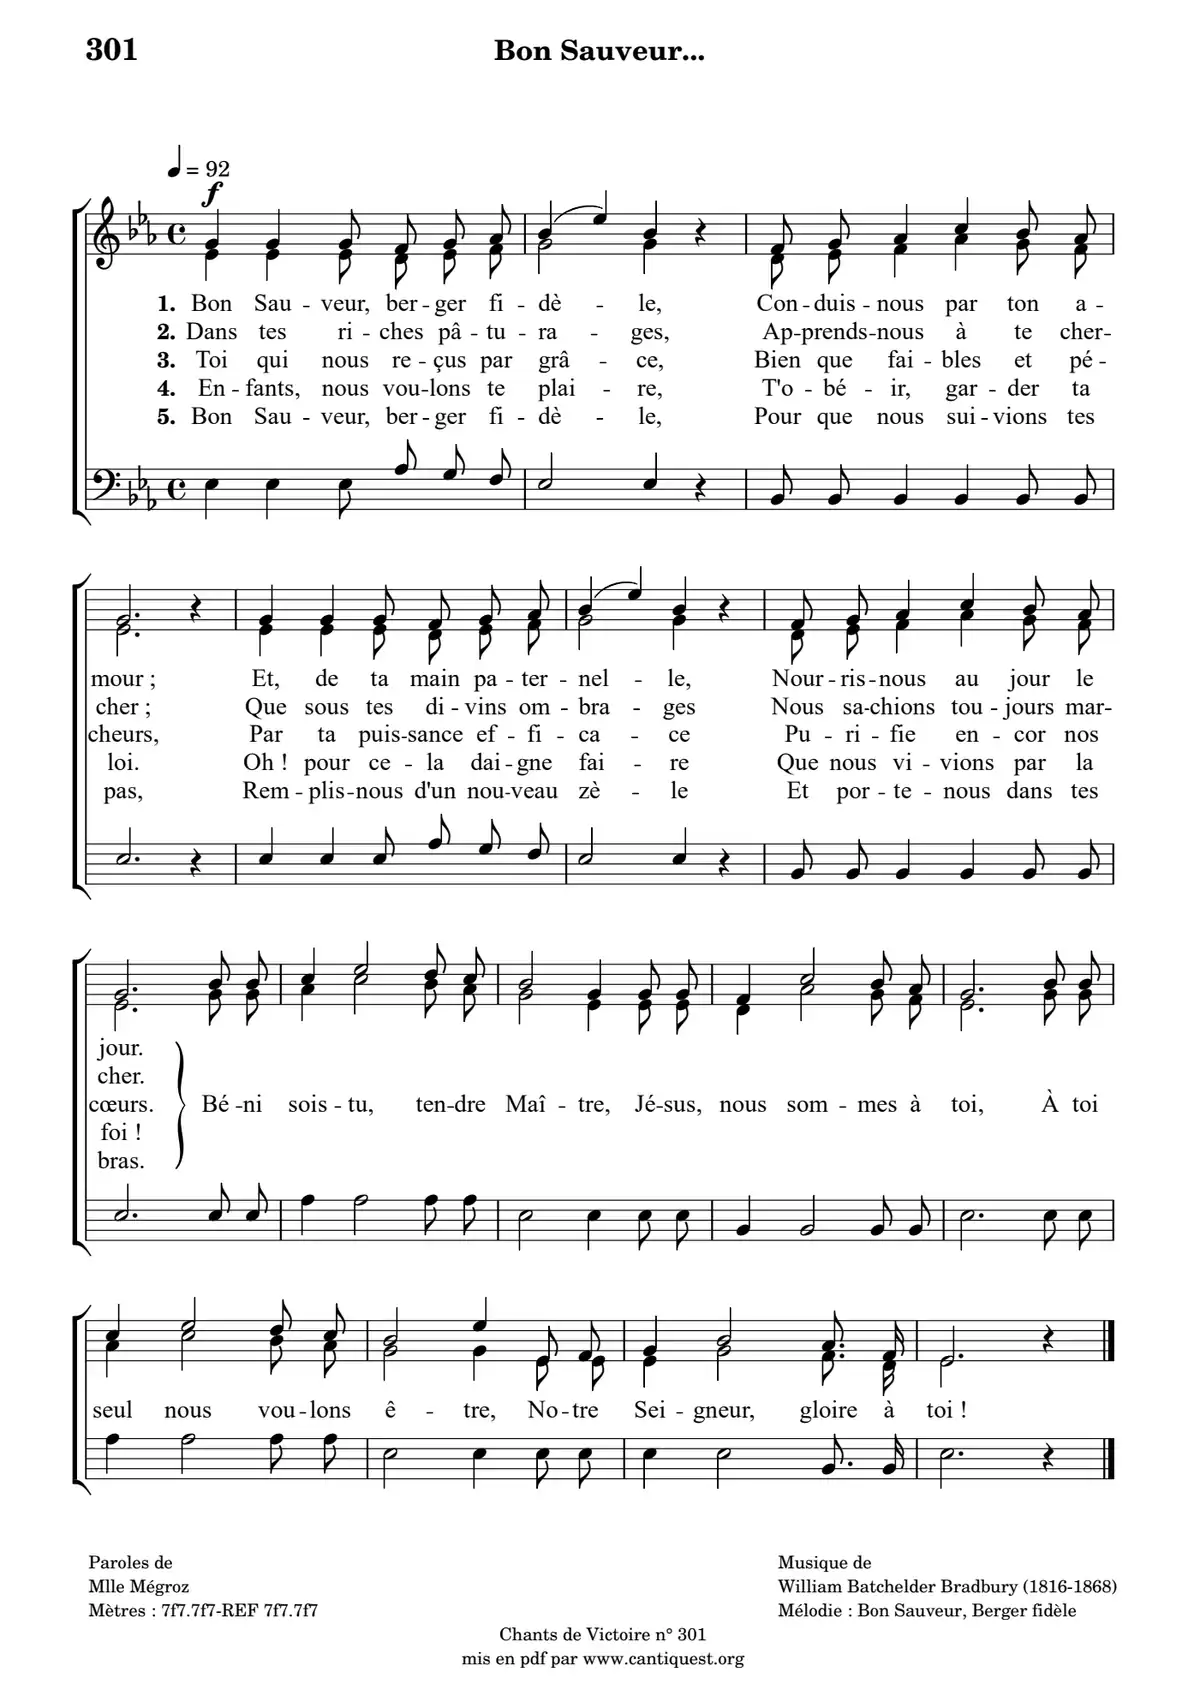 301 Bon Sauveur...
= 92
f
1. Bon Sau - veur, ber - ger fi - dè - le, Con - duis - nous par ton a -
2. Dans tes ri - ches pâ - tu - ra - ges, Ap - prends - nous à te cher-
3. Toi qui nous re - çus par grâ - ce, Bien que fai - bles et pé -
4. En - fants, nous vou - lons te plai - re, T'o - bé - ir, gar - der ta
5. Bon Sau - veur, ber - ger fi - dè - le, Pour que nous sui - vions tes
mour ; Et, de ta main pa - ter - nel - le, Nour - ris - nous au jour le
cher ; Que sous tes di - vins om - bra - ges Nous sa - chions tou - jours mar-
cheurs, Par ta puis - sance ef - fi - ca - ce Pu - ri - fie en - cor nos
loi. Oh ! pour ce - la dai - gne fai - re Que nous vi - vions par la
pas, Rem - plis - nous d'un nou - veau zè - le Et por - te - nous dans tes
jour.
cher.
cœurs. Bé - ni sois - tu, ten - dre Maî - tre, Jé - sus, nous som - mes à toi, À toi
foi !
bras.
seul nous vou - lons ê - tre, No - tre Sei - gneur, gloire à toi !
Paroles de
Mlle Mégroz
Mètres : 7f7.7f7-REF 7f7.7f7
Musique de
William Batchelder Bradbury (1816-1868)
Mélodie : Bon Sauveur, Berger fidèle
Chants de Victoire n° 301
mis en pdf par www.cantiquest.org